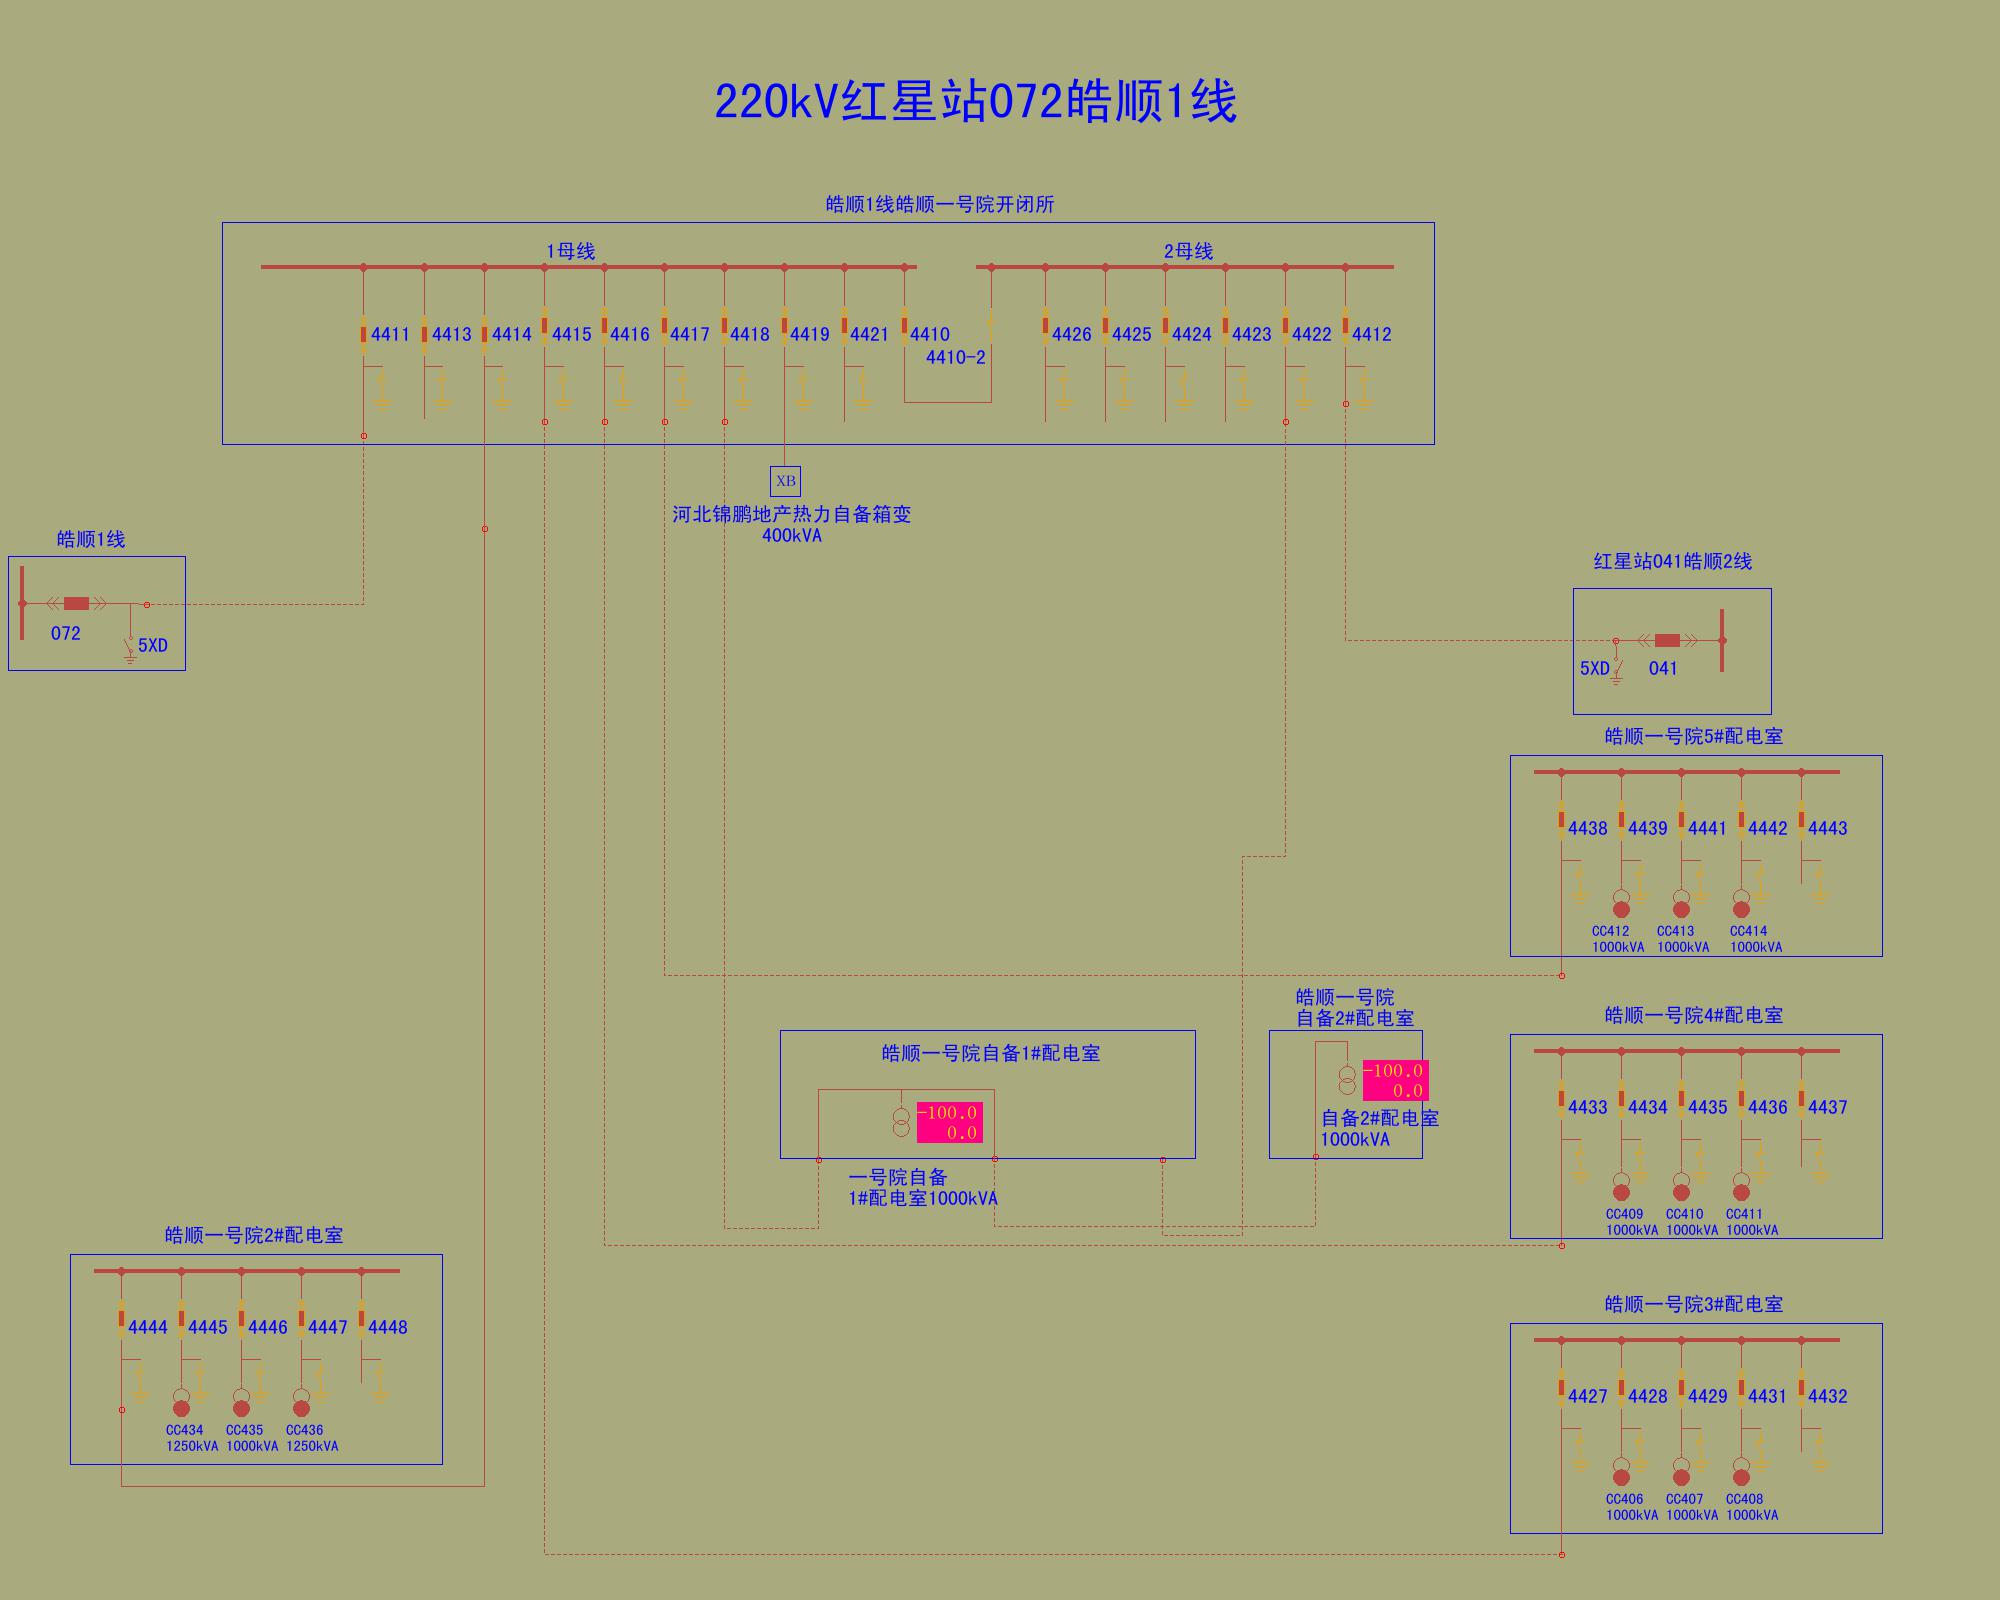 220kV红星站072皓顺1线
皓顺1线皓顺一号院开闭所
1母线
2母线
4411
4413
4414
4415
4416
4417
4418
4419
4421
4410
4410-2
4426
4425
4424
4423
4422
4412
XB
河北锦鹏地产热力自备箱变
400kVA
皓顺1线
072
5XD
红星站041皓顺2线
5XD
041
皓顺一号院5#配电室
4438
4439
4441
4442
4443
CC412
1000kVA
CC413
1000kVA
CC414
1000kVA
皓顺一号院
自备2#配电室
-100.0
0.0
自备2#配电室
1000kVA
皓顺一号院自备1#配电室
-100.0
0.0
一号院自备
1#配电室1000kVA
皓顺一号院4#配电室
4433
4434
4435
4436
4437
CC409
1000kVA
CC410
1000kVA
CC411
1000kVA
皓顺一号院2#配电室
4444
4445
4446
4447
4448
CC434
1250kVA
CC435
1000kVA
CC436
1250kVA
皓顺一号院3#配电室
4427
4428
4429
4431
4432
CC406
1000kVA
CC407
1000kVA
CC408
1000kVA